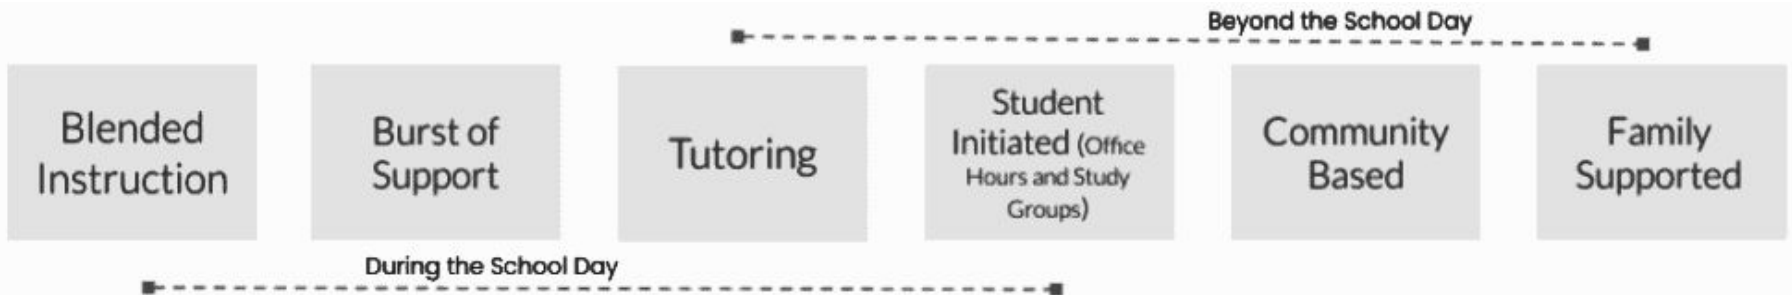 Beyond the School Day
Blended
Instruction
Burst of
Support
Tutoring
Student
Initiated (Office
Hours and Study
Groups)
Community
Based
Family
Supported
During the School Day